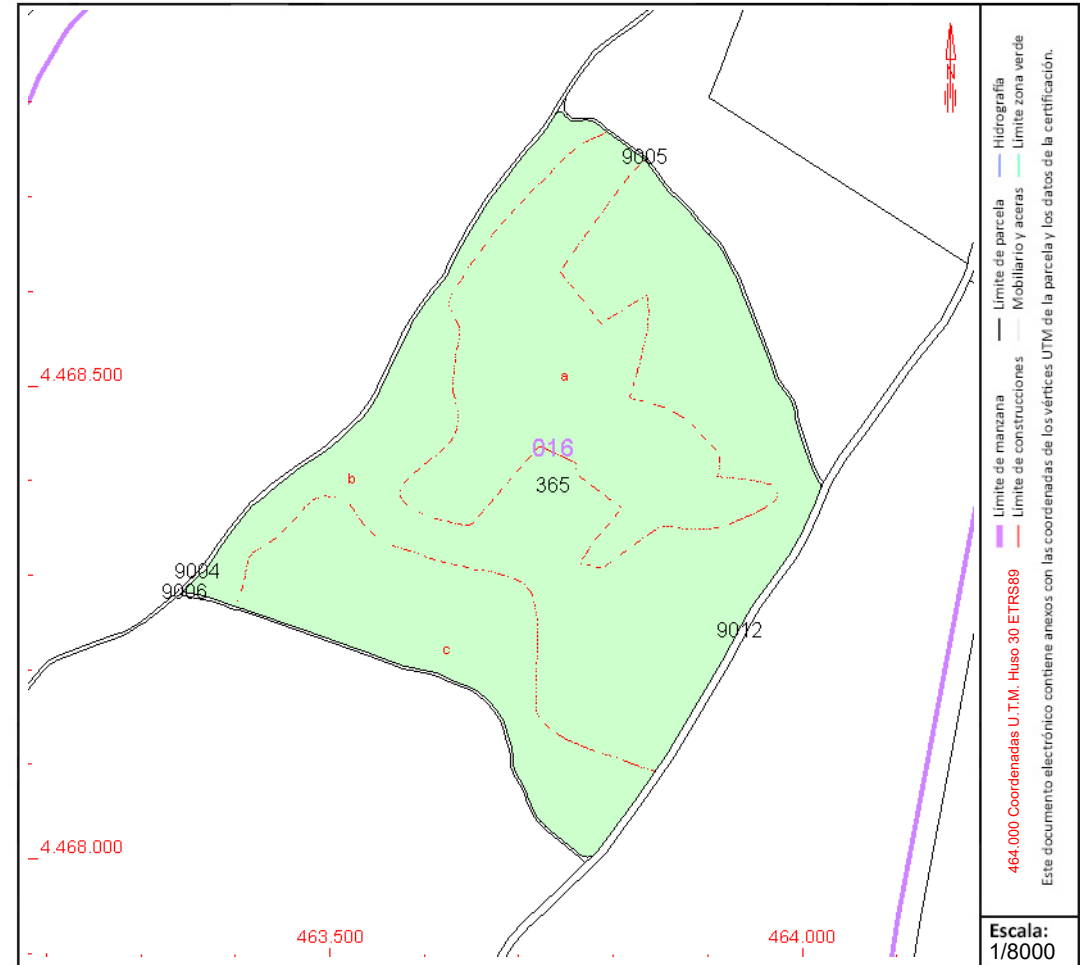 9005
N
4.468.500
a
016
365
b
9004
9006
9012
c
4.468.000
463.500
464.000
Límite de manzana
Límite de parcela
Hidrografía
Límite de construcciones
Mobiliario y aceras
Límite zona verde
464.000 Coordenadas U.T.M. Huso 30 ETRS89
Este documento electrónico contiene anexos con las coordenadas de los vértices UTM de la parcela y los datos de la certificación.
Escala:
1/8000